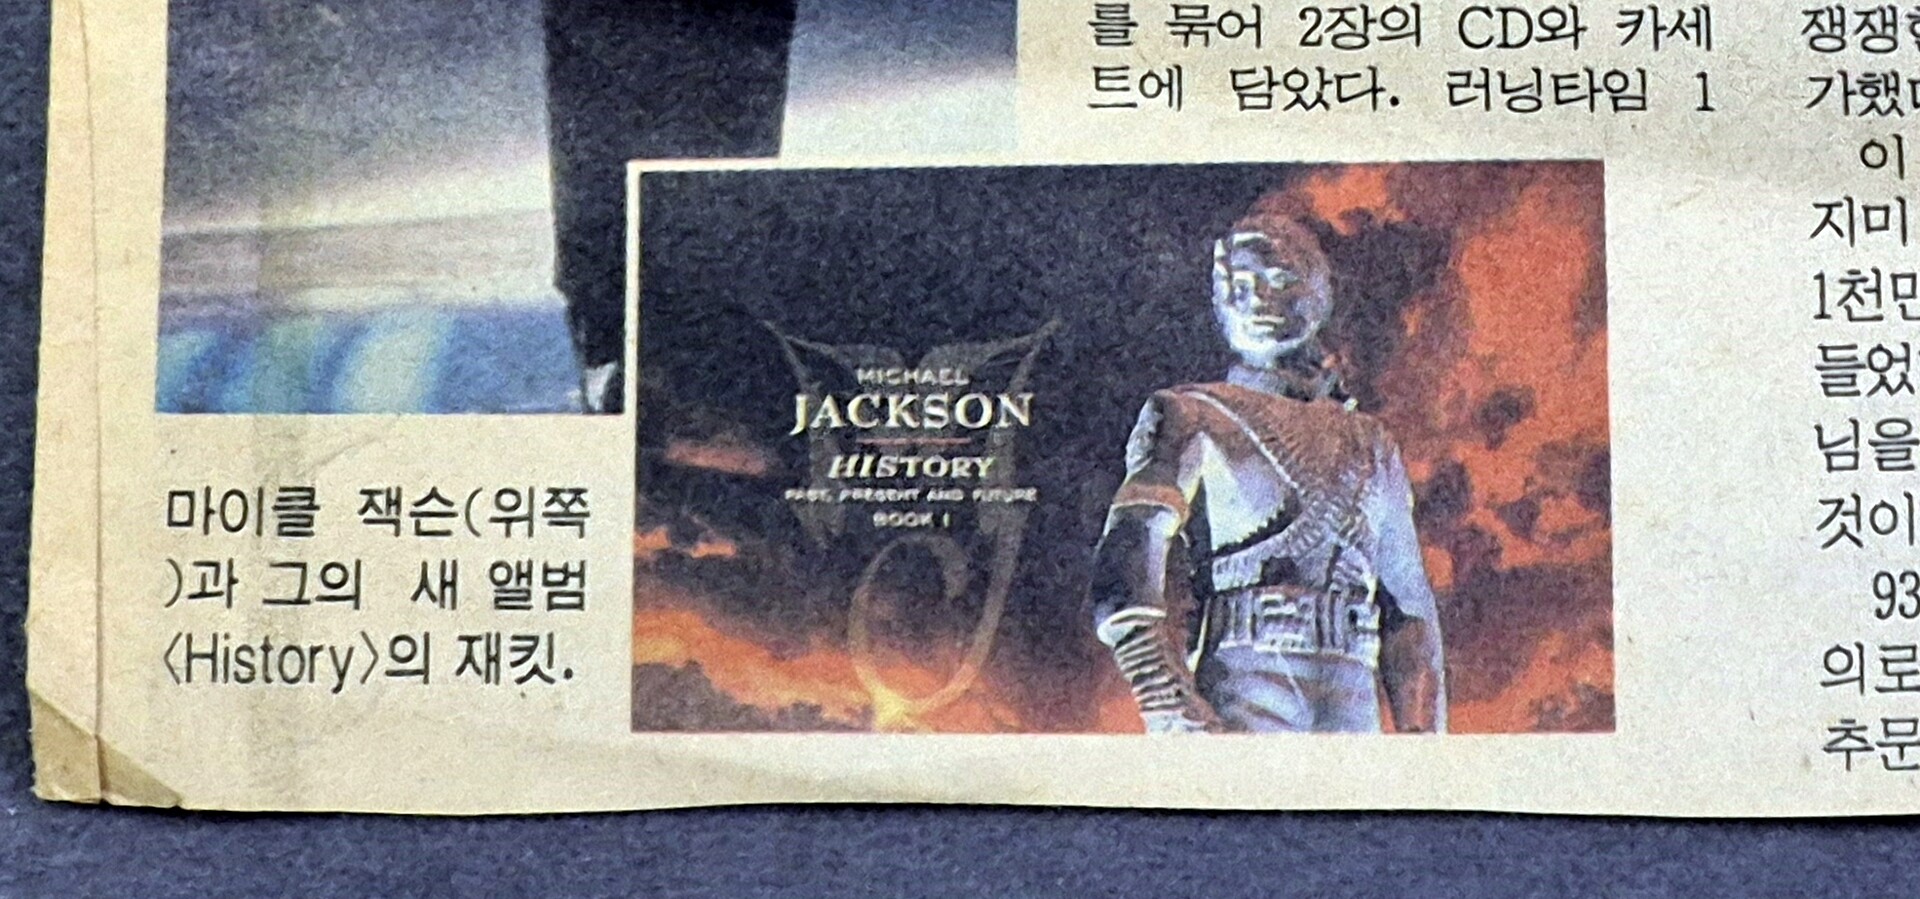 를 묶어 2장의 CD와 카세
트에 담았다. 러닝타임 1
쟁쟁한
가했다
이
지미
1천만
들었
님을
것이
93
의로
추문
MICHAEL
JACKSON
HISTORY
PAST, PRESENT AND FUTURE
BOOK I
마이클 잭슨(위쪽
)과 그의 새 앨범
<History>의 재킷.